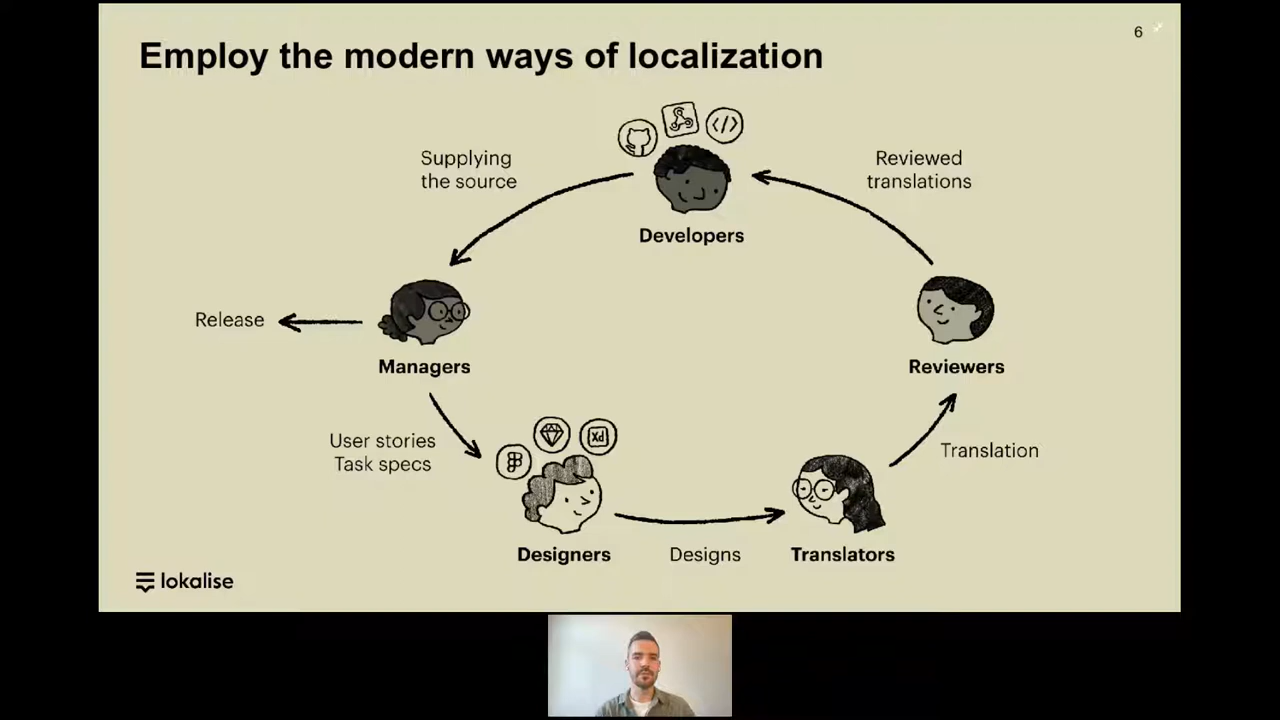 6
Employ the modern ways of localization
Supplying
the source
Reviewed
translations
</>
Developers
Release
Managers
Reviewers
User stories
Task specs
Xd
Translation
Designers
Designs
Translators
lokalise